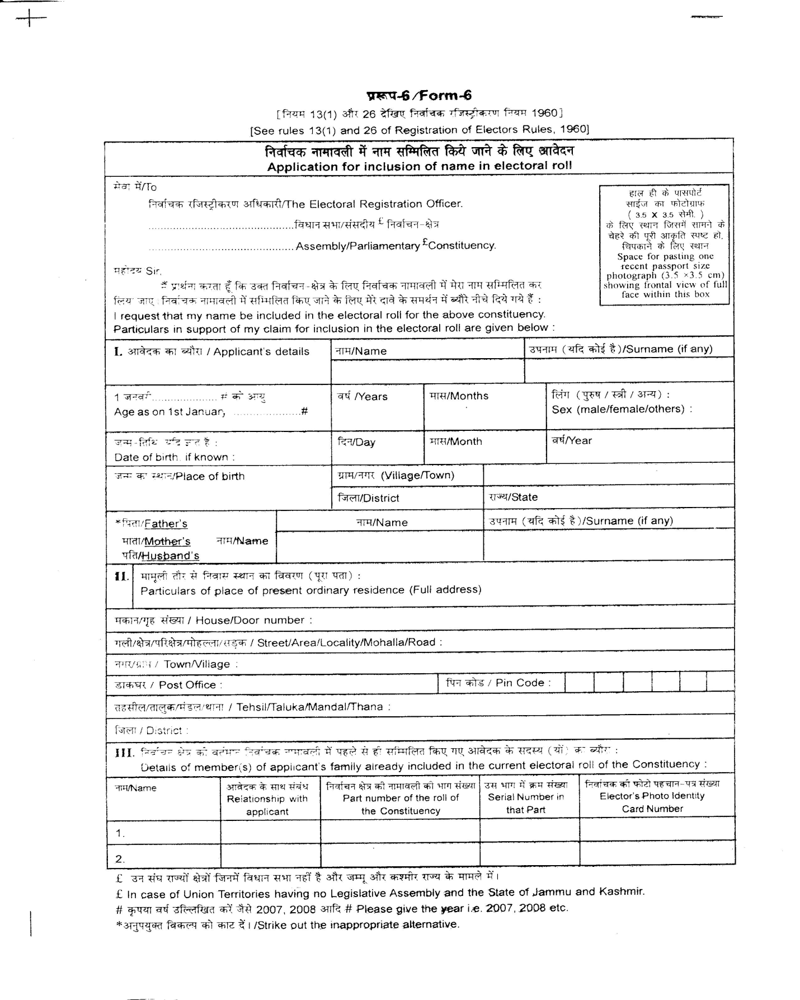 प्ररूप-6/Form-6
[नियम 13(1) और 26 देखिए निर्वाचक रजिस्ट्रीकरण नियम 1960]
[See rules 13(1) and 26 of Registration of Electors Rules, 1960]
निर्वाचक नामावली में नाम सम्मिलित किये जाने के लिए आवेदन
Application for inclusion of name in electoral roll
सेवा में/To
निर्वाचक रजिस्ट्रीकरण अधिकारी/The Electoral Registration Officer.
............................................विधान सभा/संसदीय £ निर्वाचन-क्षेत्र
............................................Assembly/Parliamentary £Constituency.
हाल ही के पासपोर्ट
साईज का फोटोग्राफ
( 3.5 X 3.5 सेमी. )
के लिए स्थान जिसमें सामने के
चेहरे की पूरी आकृति स्पष्ट हो,
चिपकाने के लिए स्थान
Space for pasting one
recent passport size
photograph (3.5 ×3.5 cm)
showing frontal view of full
face within this box
महोदय Sir,
मैं प्रार्थना करता हूँ कि उक्त निर्वाचन-क्षेत्र के लिए निर्वाचक नामावली में मेरा नाम सम्मिलित कर
लिया जाए. निर्वाचक नामावली में सम्मिलित किए जाने के लिए मेरे दावे के समर्थन में ब्यौरे नीचे दिये गये हैं :
I request that my name be included in the electoral roll for the above constituency.
Particulars in support of my claim for inclusion in the electoral roll are given below :
I. आवेदक का ब्यौरा / Applicant's details
नाम/Name
उपनाम (यदि कोई है)/Surname (if any)
1 जनवरी.................... # को आयु
Age as on 1st January .....................#
वर्ष /Years
मास/Months
लिंग (पुरुष / स्त्री / अन्य) :
Sex (male/female/others) :
जन्म-तिथि यदि ज्ञात है :
Date of birth, if known :
दिन/Day
मास/Month
वर्ष/Year
जन्म का स्थान/Place of birth
ग्राम/नगर (Village/Town)
जिला/District
राज्य/State
*पिता/Father's
माता/Mother's नाम/Name
पति/Husband's
नाम/Name
उपनाम (यदि कोई है)/Surname (if any)
II. मामूली तौर से निवास स्थान का विवरण (पूरा पता) :
Particulars of place of present ordinary residence (Full address)
मकान/गृह संख्या / House/Door number :
गली/क्षेत्र/परिक्षेत्र/मोहल्ला/सड़क / Street/Area/Locality/Mohalla/Road :
नगर/ग्राम / Town/Village :
डाकघर / Post Office :
पिन कोड / Pin Code :
तहसील/तालुक/मंडल/थाना / Tehsil/Taluka/Mandal/Thana :
जिला / District :
III. निर्वाचन क्षेत्र की वर्तमान निर्वाचक नामावली में पहले से ही सम्मिलित किए गए आवेदक के सदस्य (यों) का ब्यौरा :
Details of member(s) of applicant's family already included in the current electoral roll of the Constituency :
नाम/Name
आवेदक के साथ संबंध
Relationship with
applicant
निर्वाचन क्षेत्र की नामावली की भाग संख्या
Part number of the roll of
the Constituency
उस भाग में क्रम संख्या
Serial Number in
that Part
निर्वाचक की फोटो पहचान-पत्र संख्या
Elector's Photo Identity
Card Number
1.
2.
£ उन संघ राज्यों क्षेत्रों जिनमें विधान सभा नहीं है और जम्मू और कश्मीर राज्य के मामले में।
£ In case of Union Territories having no Legislative Assembly and the State of Jammu and Kashmir.
# कृपया वर्ष उल्लिखित करें जैसे 2007, 2008 आदि # Please give the year i.e. 2007, 2008 etc.
*अनुपयुक्त विकल्प को काट दें। /Strike out the inappropriate alternative.